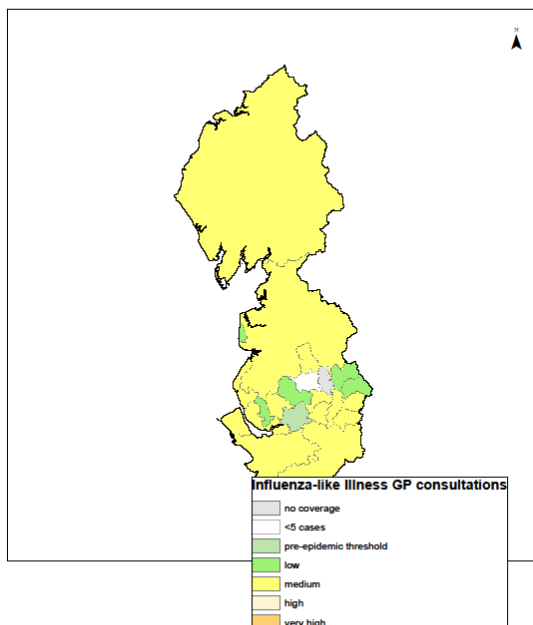 N
Influenza-like Illness GP consultations
no coverage
<5 cases
pre-epidemic threshold
low
medium
high
very high